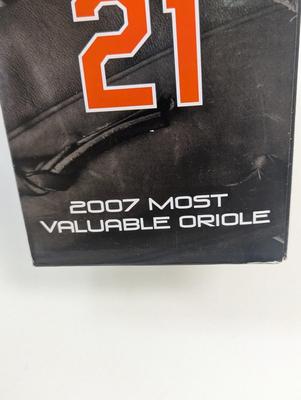 21
2007 MOST
VALUABLE ORIOLE